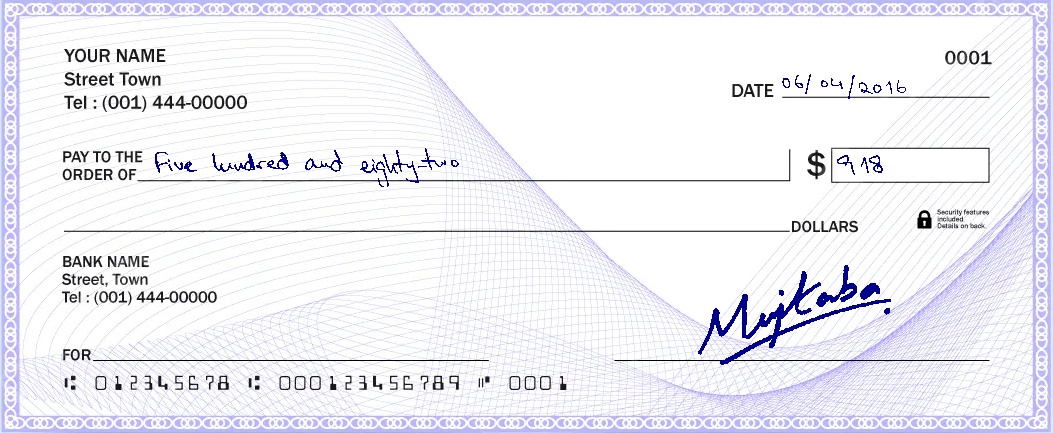 YOUR NAME
0001
Street Town
DATE 06/04/2016
Tel : (001) 444-00000
PAY TO THE
ORDER OF Five hundred and eighty-two $ 918
DOLLARS
Security features
included.
Details on back.
BANK NAME
Street, Town
Tel : (001) 444-00000
Mujtaba
FOR
⑆ 012345678 ⑆ 000123456789 ⑈ 0001